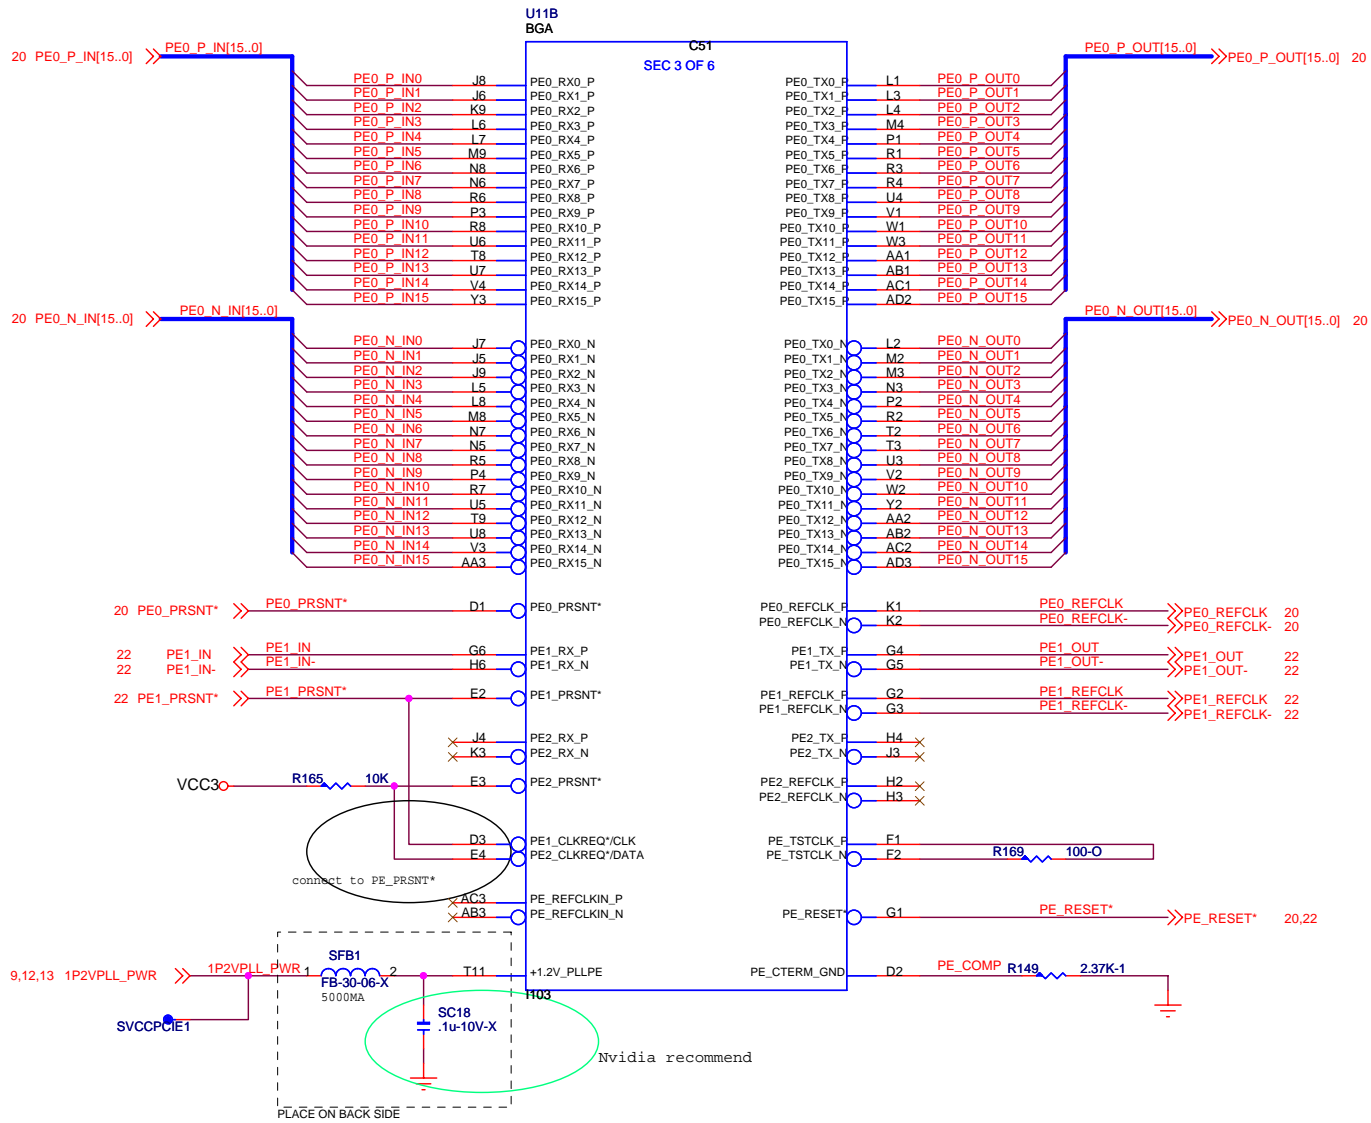 U11B
BGA
C51
SEC 3 OF 6
20 PE0_P_IN[15..0] PE0_P_IN[15..0] PE0_P_OUT[15..0] PE0_P_OUT[15..0] 20
PE0_P_IN0 J8 PE0_RX0_P PE0_TX0_P L1 PE0_P_OUT0
PE0_P_IN1 J6 PE0_RX1_P PE0_TX1_P L3 PE0_P_OUT1
PE0_P_IN2 K9 PE0_RX2_P PE0_TX2_P L4 PE0_P_OUT2
PE0_P_IN3 L6 PE0_RX3_P PE0_TX3_P M4 PE0_P_OUT3
PE0_P_IN4 L7 PE0_RX4_P PE0_TX4_P P1 PE0_P_OUT4
PE0_P_IN5 M9 PE0_RX5_P PE0_TX5_P R1 PE0_P_OUT5
PE0_P_IN6 N8 PE0_RX6_P PE0_TX6_P R3 PE0_P_OUT6
PE0_P_IN7 N6 PE0_RX7_P PE0_TX7_P R4 PE0_P_OUT7
PE0_P_IN8 R6 PE0_RX8_P PE0_TX8_P U4 PE0_P_OUT8
PE0_P_IN9 P3 PE0_RX9_P PE0_TX9_P V1 PE0_P_OUT9
PE0_P_IN10 R8 PE0_RX10_P PE0_TX10_P W1 PE0_P_OUT10
PE0_P_IN11 U6 PE0_RX11_P PE0_TX11_P W3 PE0_P_OUT11
PE0_P_IN12 T8 PE0_RX12_P PE0_TX12_P AA1 PE0_P_OUT12
PE0_P_IN13 U7 PE0_RX13_P PE0_TX13_P AB1 PE0_P_OUT13
PE0_P_IN14 V4 PE0_RX14_P PE0_TX14_P AC1 PE0_P_OUT14
PE0_P_IN15 Y3 PE0_RX15_P PE0_TX15_P AD2 PE0_P_OUT15
20 PE0_N_IN[15..0] PE0_N_IN[15..0] PE0_N_OUT[15..0] PE0_N_OUT[15..0] 20
PE0_N_IN0 J7 PE0_RX0_N PE0_TX0_N L2 PE0_N_OUT0
PE0_N_IN1 J5 PE0_RX1_N PE0_TX1_N M2 PE0_N_OUT1
PE0_N_IN2 J9 PE0_RX2_N PE0_TX2_N M3 PE0_N_OUT2
PE0_N_IN3 L5 PE0_RX3_N PE0_TX3_N N3 PE0_N_OUT3
PE0_N_IN4 L8 PE0_RX4_N PE0_TX4_N P2 PE0_N_OUT4
PE0_N_IN5 M8 PE0_RX5_N PE0_TX5_N R2 PE0_N_OUT5
PE0_N_IN6 N7 PE0_RX6_N PE0_TX6_N T2 PE0_N_OUT6
PE0_N_IN7 N5 PE0_RX7_N PE0_TX7_N T3 PE0_N_OUT7
PE0_N_IN8 R5 PE0_RX8_N PE0_TX8_N U3 PE0_N_OUT8
PE0_N_IN9 P4 PE0_RX9_N PE0_TX9_N V2 PE0_N_OUT9
PE0_N_IN10 R7 PE0_RX10_N PE0_TX10_N W2 PE0_N_OUT10
PE0_N_IN11 U5 PE0_RX11_N PE0_TX11_N Y2 PE0_N_OUT11
PE0_N_IN12 T9 PE0_RX12_N PE0_TX12_N AA2 PE0_N_OUT12
PE0_N_IN13 U8 PE0_RX13_N PE0_TX13_N AB2 PE0_N_OUT13
PE0_N_IN14 V3 PE0_RX14_N PE0_TX14_N AC2 PE0_N_OUT14
PE0_N_IN15 AA3 PE0_RX15_N PE0_TX15_N AD3 PE0_N_OUT15
20 PE0_PRSNT* PE0_PRSNT* D1 PE0_PRSNT* PE0_REFCLK_P K1 PE0_REFCLK PE0_REFCLK 20
PE0_REFCLK_N K2 PE0_REFCLK- PE0_REFCLK- 20
22 PE1_IN PE1_IN G6 PE1_RX_P PE1_TX_P G4 PE1_OUT PE1_OUT 22
22 PE1_IN- PE1_IN- H6 PE1_RX_N PE1_TX_N G5 PE1_OUT- PE1_OUT- 22
22 PE1_PRSNT* PE1_PRSNT* E2 PE1_PRSNT* PE1_REFCLK_P G2 PE1_REFCLK PE1_REFCLK 22
PE1_REFCLK_N G3 PE1_REFCLK- PE1_REFCLK- 22
J4 PE2_RX_P PE2_TX_P H4
K3 PE2_RX_N PE2_TX_N J3
VCC3 R165 10K E3 PE2_PRSNT* PE2_REFCLK_P H2
PE2_REFCLK_N H3
D3 PE1_CLKREQ*/CLK PE_TSTCLK_P F1
E4 PE2_CLKREQ*/DATA PE_TSTCLK_N F2 R169 100-O
connect to PE_PRSNT*
AC3 PE_REFCLKIN_P
AB3 PE_REFCLKIN_N PE_RESET* G1 PE_RESET* PE_RESET* 20,22
9,12,13 1P2VPLL_PWR 1P2VPLL_PWR 1 SFB1 2 T11 +1.2V_PLLPE PE_CTERM_GND D2 PE_COMP R149 2.37K-1
FB-30-06-X
5000MA
I103
SVCCPCIE1
SC18
.1u-10V-X
Nvidia recommend
PLACE ON BACK SIDE